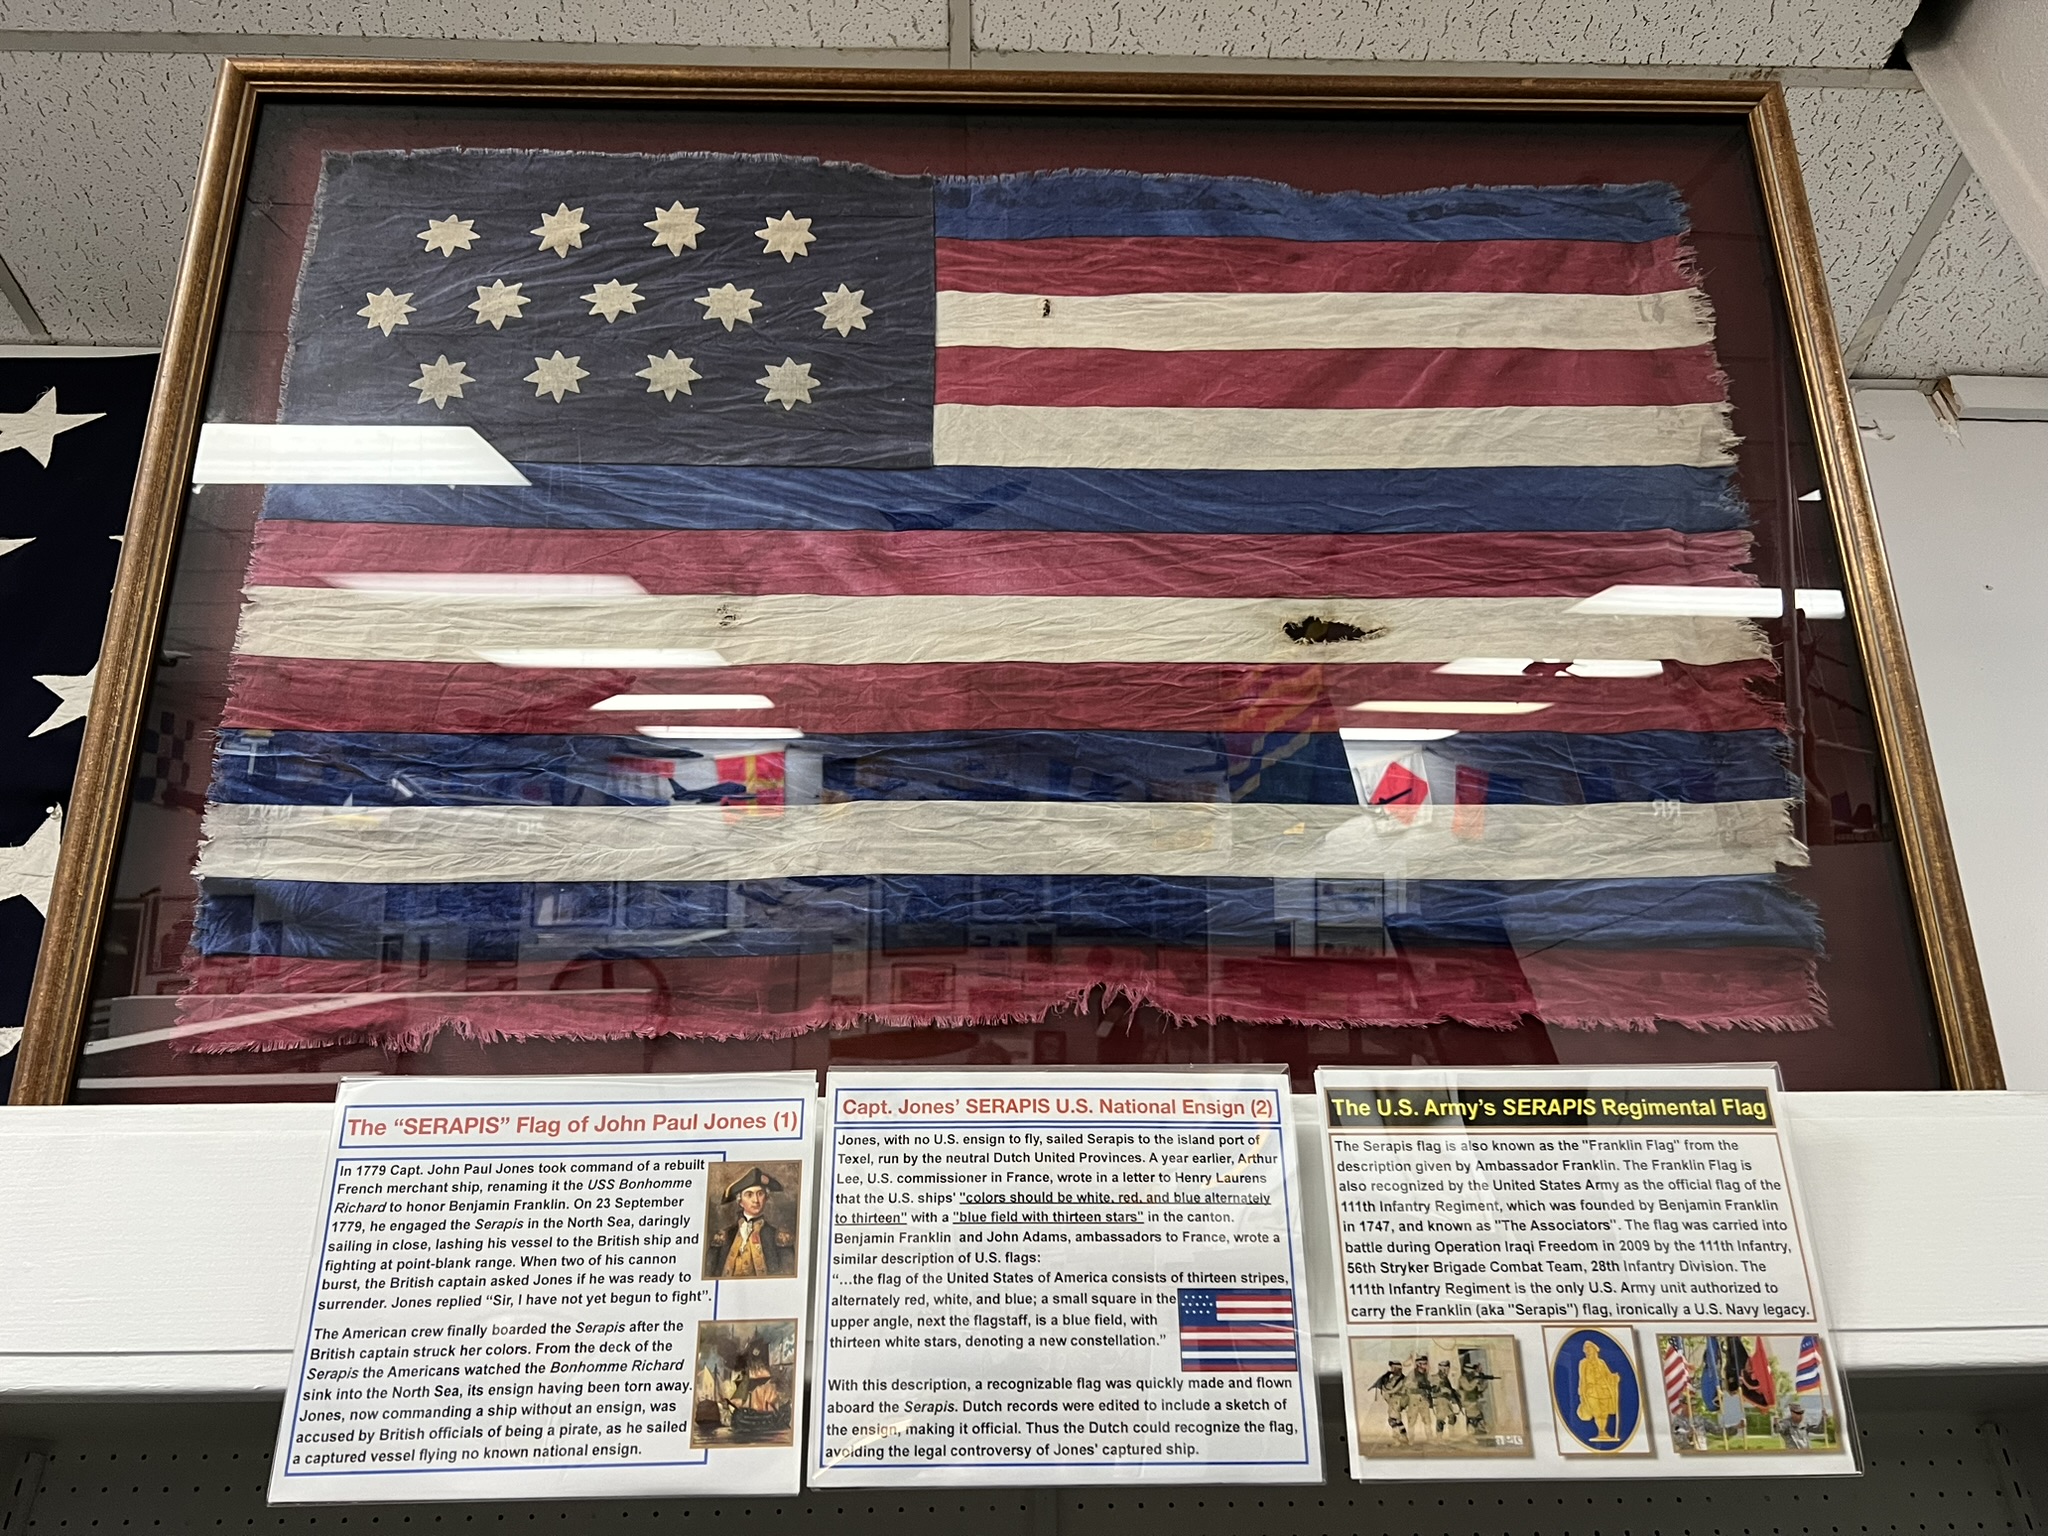 The "SERAPIS" Flag of John Paul Jones (1)
In 1779 Capt. John Paul Jones took command of a rebuilt
French merchant ship, renaming it the USS Bonhomme
Richard to honor Benjamin Franklin. On 23 September
1779, he engaged the Serapis in the North Sea, daringly
sailing in close, lashing his vessel to the British ship and
fighting at point-blank range. When two of his cannon
burst, the British captain asked Jones if he was ready to
surrender. Jones replied “Sir, I have not yet begun to fight”.
The American crew finally boarded the Serapis after the
British captain struck her colors. From the deck of the
Serapis the Americans watched the Bonhomme Richard
sink into the North Sea, its ensign having been torn away.
Jones, now commanding a ship without an ensign, was
accused by British officials of being a pirate, as he sailed
a captured vessel flying no known national ensign.
Capt. Jones' SERAPIS U.S. National Ensign (2)
Jones, with no U.S. ensign to fly, sailed Serapis to the island port of
Texel, run by the neutral Dutch United Provinces. A year earlier, Arthur
Lee, U.S. commissioner in France, wrote in a letter to Henry Laurens
that the U.S. ships' "colors should be white, red, and blue alternately
to thirteen" with a "blue field with thirteen stars" in the canton.
Benjamin Franklin and John Adams, ambassadors to France, wrote a
similar description of U.S. flags:
“...the flag of the United States of America consists of thirteen stripes,
alternately red, white, and blue; a small square in the
upper angle, next the flagstaff, is a blue field, with
thirteen white stars, denoting a new constellation.”
With this description, a recognizable flag was quickly made and flown
aboard the Serapis. Dutch records were edited to include a sketch of
the ensign, making it official. Thus the Dutch could recognize the flag,
avoiding the legal controversy of Jones' captured ship.
The U.S. Army's SERAPIS Regimental Flag
The Serapis flag is also known as the "Franklin Flag" from the
description given by Ambassador Franklin. The Franklin Flag is
also recognized by the United States Army as the official flag of the
111th Infantry Regiment, which was founded by Benjamin Franklin
in 1747, and known as "The Associators". The flag was carried into
battle during Operation Iraqi Freedom in 2009 by the 111th Infantry,
56th Stryker Brigade Combat Team, 28th Infantry Division. The
111th Infantry Regiment is the only U.S. Army unit authorized to
carry the Franklin (aka "Serapis") flag, ironically a U.S. Navy legacy.